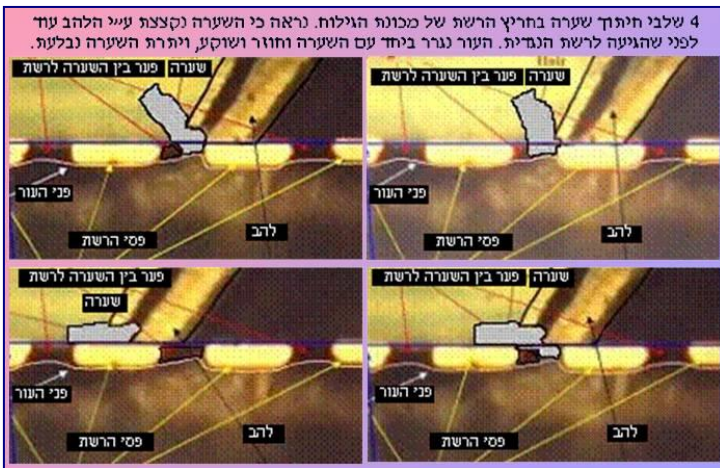 4 שלבי חיתוך שערה בחריץ הרשת של מכונת הגילוח. נראה כי השערה נקצצת ע״י הלהב עוד
לפני שהגיעה לרשת הנגדית. העור נגרר ביחד עם השערה וחוזר ושוקע, ויתרת השערה נבלעת.
שערה פער בין השערה לרשת
פני העור
פסי הרשת
להב
שערה פער בין השערה לרשת
פני העור
פסי הרשת
להב
שערה פער בין השערה לרשת
פני העור
פסי הרשת
להב
פער בין השערה לרשת
שערה
פני העור
פסי הרשת
להב